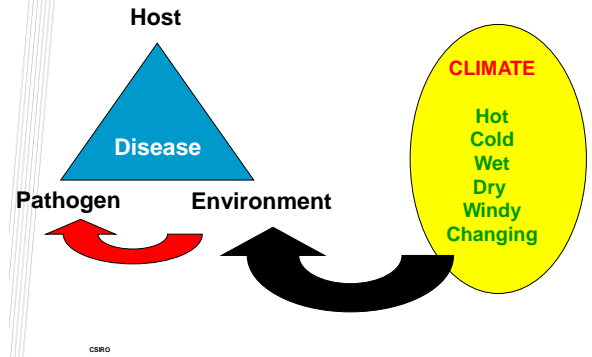 Host
Disease
Pathogen
Environment
CLIMATE
Hot
Cold
Wet
Dry
Windy
Changing
CSIRO